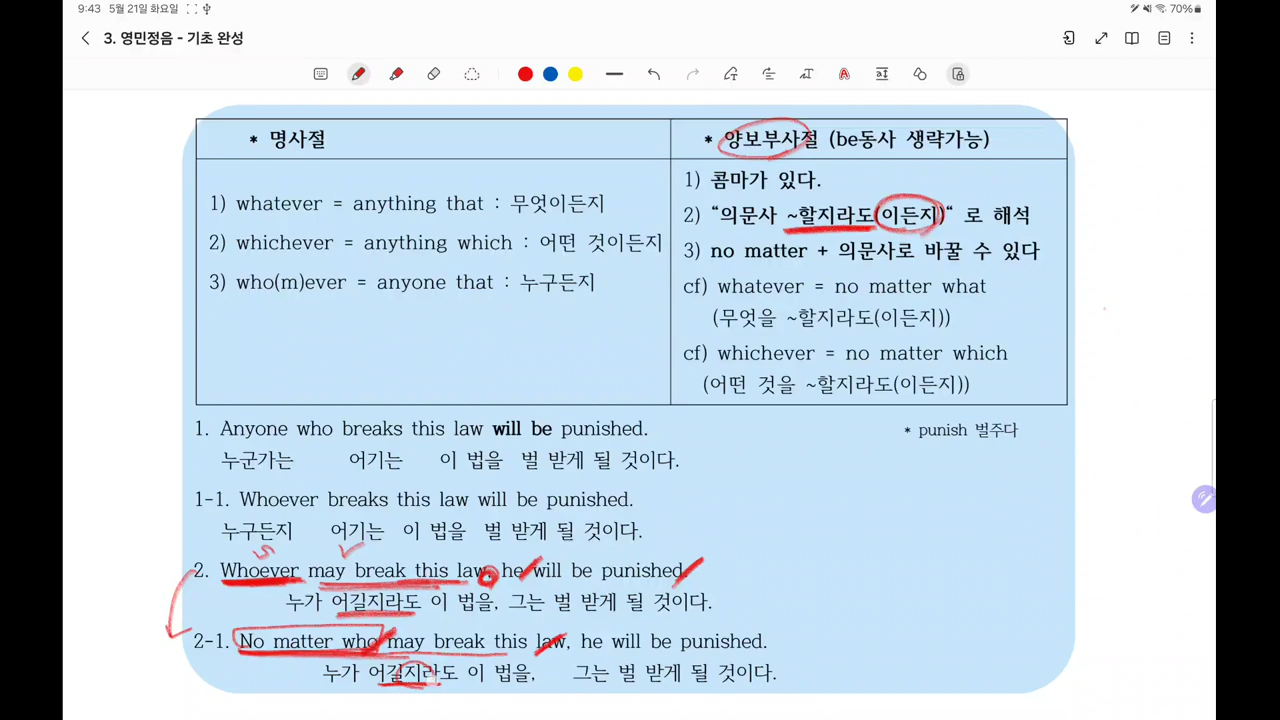 9:43 5월 21일 화요일
70%
3. 영민정음 - 기초 완성
* 명사절
* 양보부사절 (be동사 생략가능)
1) whatever = anything that : 무엇이든지
2) whichever = anything which : 어떤 것이든지
3) who(m)ever = anyone that : 누구든지
1) 콤마가 있다.
2) “의문사 ~할지라도(이든지)“ 로 해석
3) no matter + 의문사로 바꿀 수 있다
cf) whatever = no matter what
(무엇을 ~할지라도(이든지))
cf) whichever = no matter which
(어떤 것을 ~할지라도(이든지))
1. Anyone who breaks this law will be punished.
* punish 벌주다
누군가는 어기는 이 법을 벌 받게 될 것이다.
1-1. Whoever breaks this law will be punished.
누구든지 어기는 이 법을 벌 받게 될 것이다.
S V
2. Whoever may break this law, he will be punished.
누가 어길지라도 이 법을, 그는 벌 받게 될 것이다.
2-1. No matter who may break this law, he will be punished.
누가 어길지라도 이 법을, 그는 벌 받게 될 것이다.